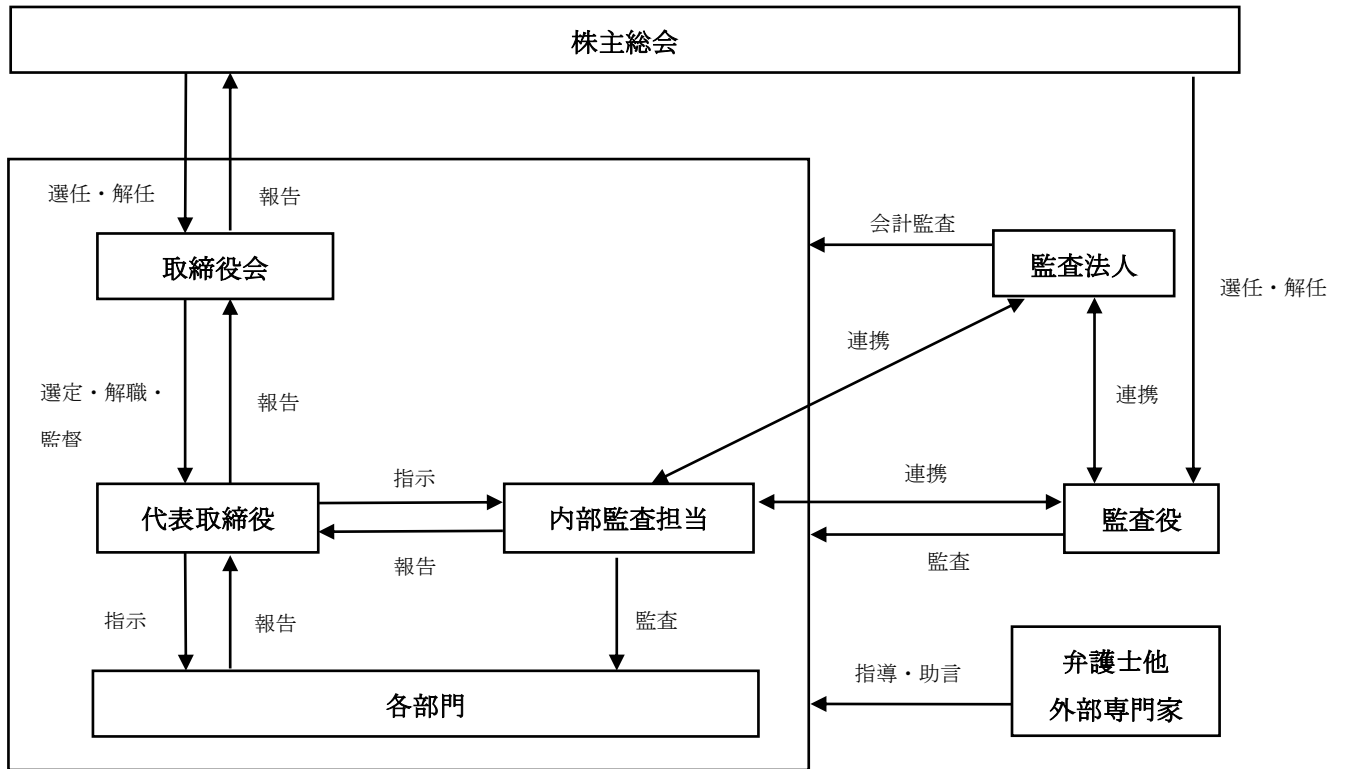 株主総会
選任・解任
報告
会計監査
取締役会
監査法人
選任・解任
連携
選定・解職・
監督
報告
連携
指示
連携
代表取締役
内部監査担当
監査役
報告
監査
指示
報告
監査
弁護士他
外部専門家
指導・助言
各部門